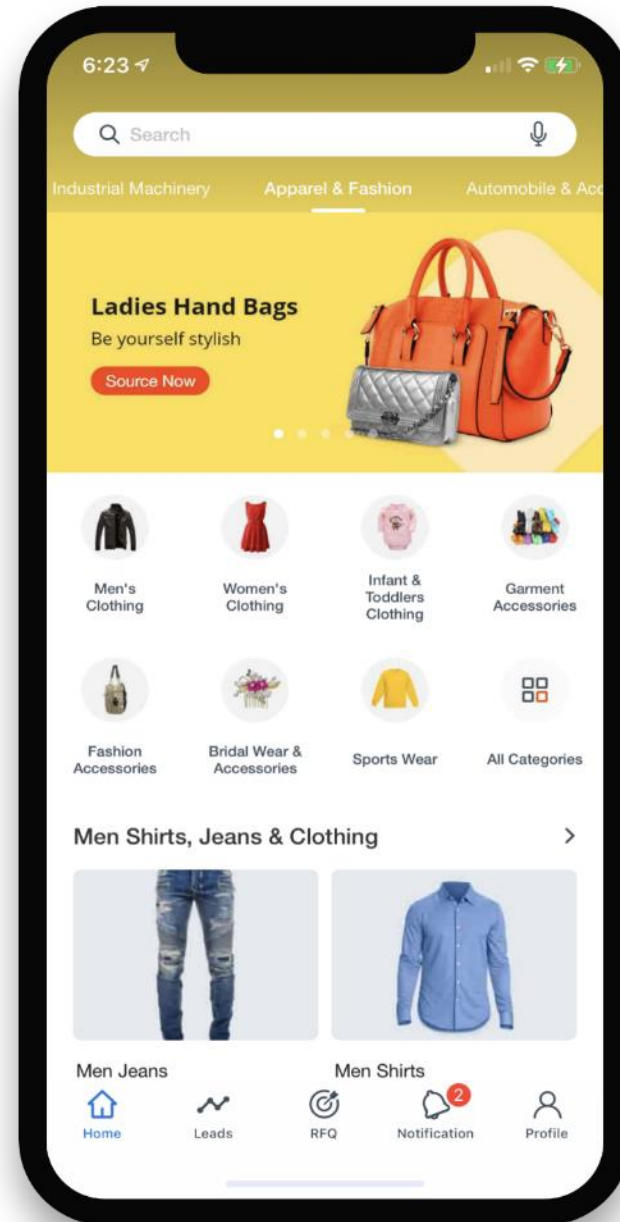 6:23
Search
Industrial Machinery
Apparel & Fashion
Automobile & Acc
Ladies Hand Bags
Be yourself stylish
Source Now
Men's
Clothing
Women's
Clothing
Infant &
Toddlers
Clothing
Garment
Accessories
Fashion
Accessories
Bridal Wear &
Accessories
Sports Wear
All Categories
Men Shirts, Jeans & Clothing
Men Jeans
Men Shirts
Home
Leads
RFQ
2
Notification
Profile